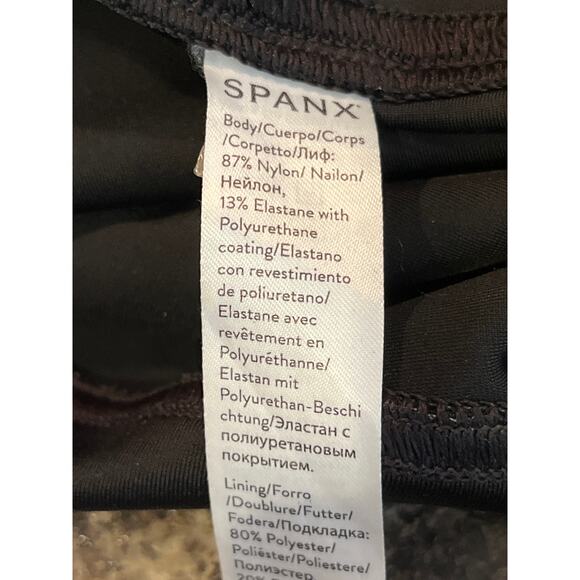 SPANX
Body/Cuerpo/Corps
/Corpetto/Лиф:
87% Nylon/ Nailon/
Нейлон,
13% Elastane with
Polyurethane
coating/Elastano
con revestimiento
de poliuretano/
Elastane avec
revêtement en
Polyuréthanne/
Elastan mit
Polyurethan-Beschi
chtung/Эластан с
полиуретановым
покрытием.
Lining/Forro
/Doublure/Futter/
Fodera/Подкладка:
80% Polyester/
Poliéster/Poliestere/
Полиэстер
20%